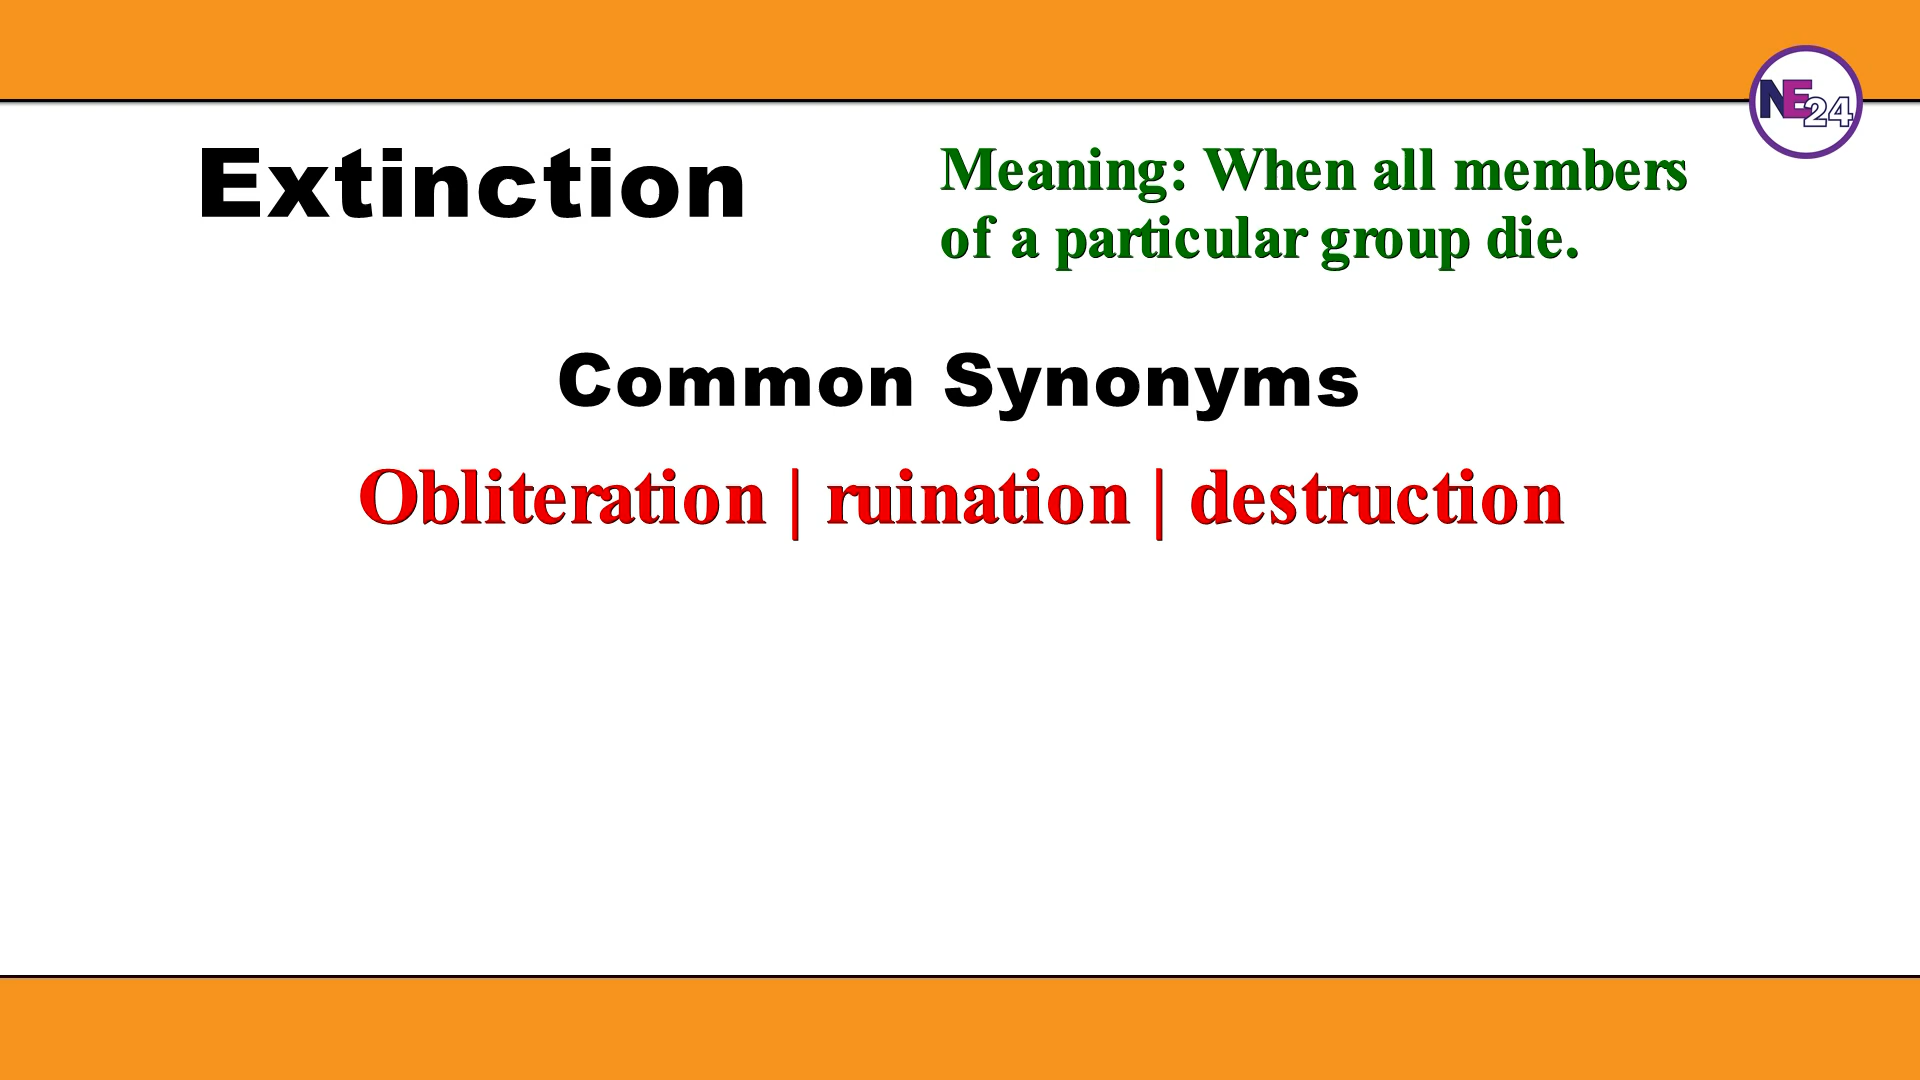 NE24
Extinction
Meaning: When all members
of a particular group die.
Common Synonyms
Obliteration | ruination | destruction